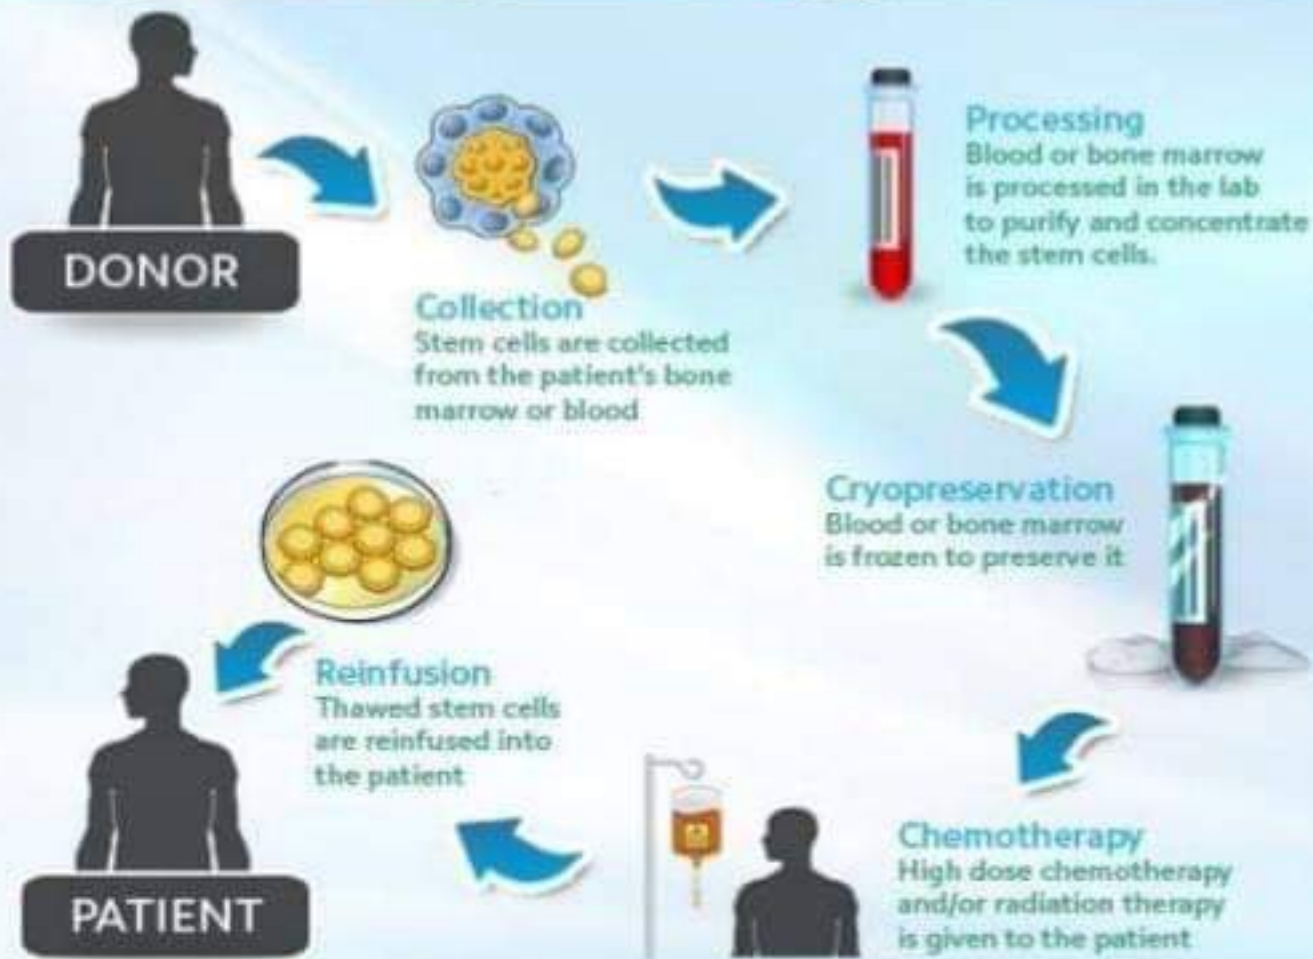 DONOR
Collection
Stem cells are collected
from the patient's bone
marrow or blood
Processing
Blood or bone marrow
is processed in the lab
to purify and concentrate
the stem cells.
Cryopreservation
Blood or bone marrow
is frozen to preserve it
Chemotherapy
High dose chemotherapy
and/or radiation therapy
is given to the patient
Reinfusion
Thawed stem cells
are reinfused into
the patient
PATIENT